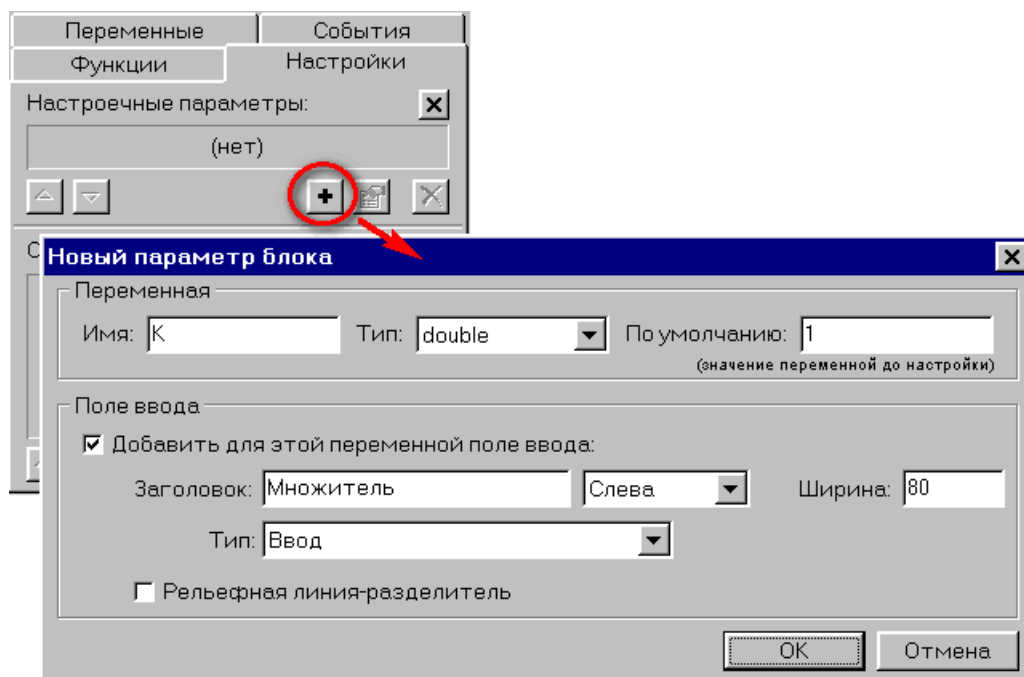 Переменные События
Функции Настройки
Настроечные параметры:
(нет)
С
Новый параметр блока
Переменная
Имя: K Тип: double По умолчанию: 1
(значение переменной до настройки)
Поле ввода
Добавить для этой переменной поле ввода:
Заголовок: Множитель Слева Ширина: 80
Тип: Ввод
Рельефная линия-разделитель
OK Отмена